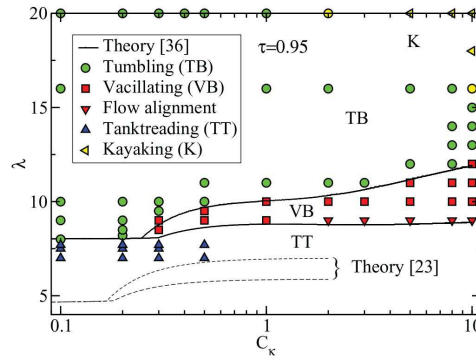 20
15
10
5
λ
Theory [36]
Tumbling (TB)
Vacillating (VB)
Flow alignment
Tanktreading (TT)
Kayaking (K)
τ=0.95
K
TB
VB
TT
Theory [23]
0.1
1
10
Cκ